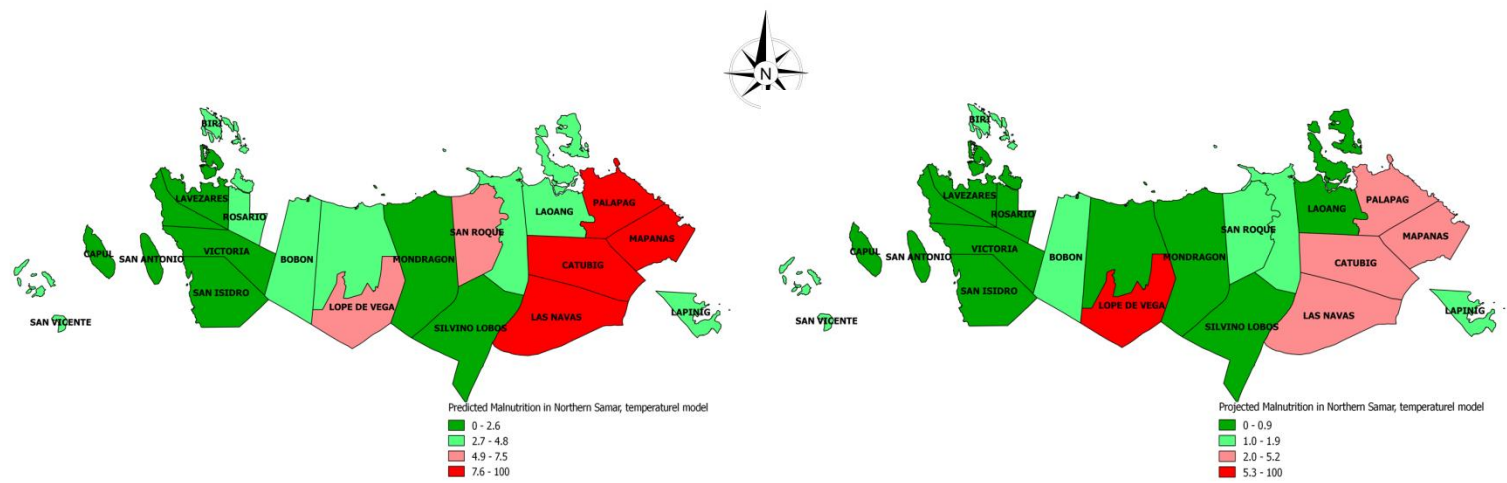 N
BIRI
LAVEZARES
ROSARIO
CAPUL
SAN ANTONIO
VICTORIA
SAN ISIDRO
SAN VICENTE
BOBON
LOPE DE VEGA
MONDRAGON
SAN ROQUE
SILVINO LOBOS
LAOANG
PALAPAG
MAPANAS
CATUBIG
LAS NAVAS
LAPINIG
Predicted Malnutrition in Northern Samar, temperaturel model
0 - 2.6
2.7 - 4.8
4.9 - 7.5
7.6 - 100
BIRI
LAVEZARES
ROSARIO
CAPUL
SAN ANTONIO
VICTORIA
SAN ISIDRO
SAN VICENTE
BOBON
LOPE DE VEGA
MONDRAGON
SAN ROQUE
SILVINO LOBOS
LAOANG
PALAPAG
MAPANAS
CATUBIG
LAS NAVAS
LAPINIG
Projected Malnutrition in Northern Samar, temperaturel model
0 - 0.9
1.0 - 1.9
2.0 - 5.2
5.3 - 100